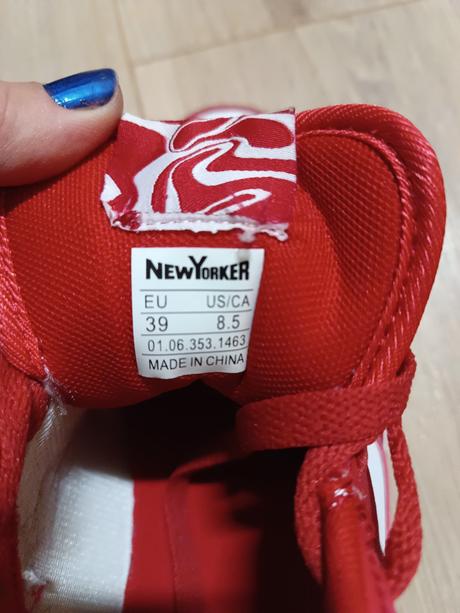 NEWYORKER
EU US/CA
39 8.5
01.06.353.1463
MADE IN CHINA